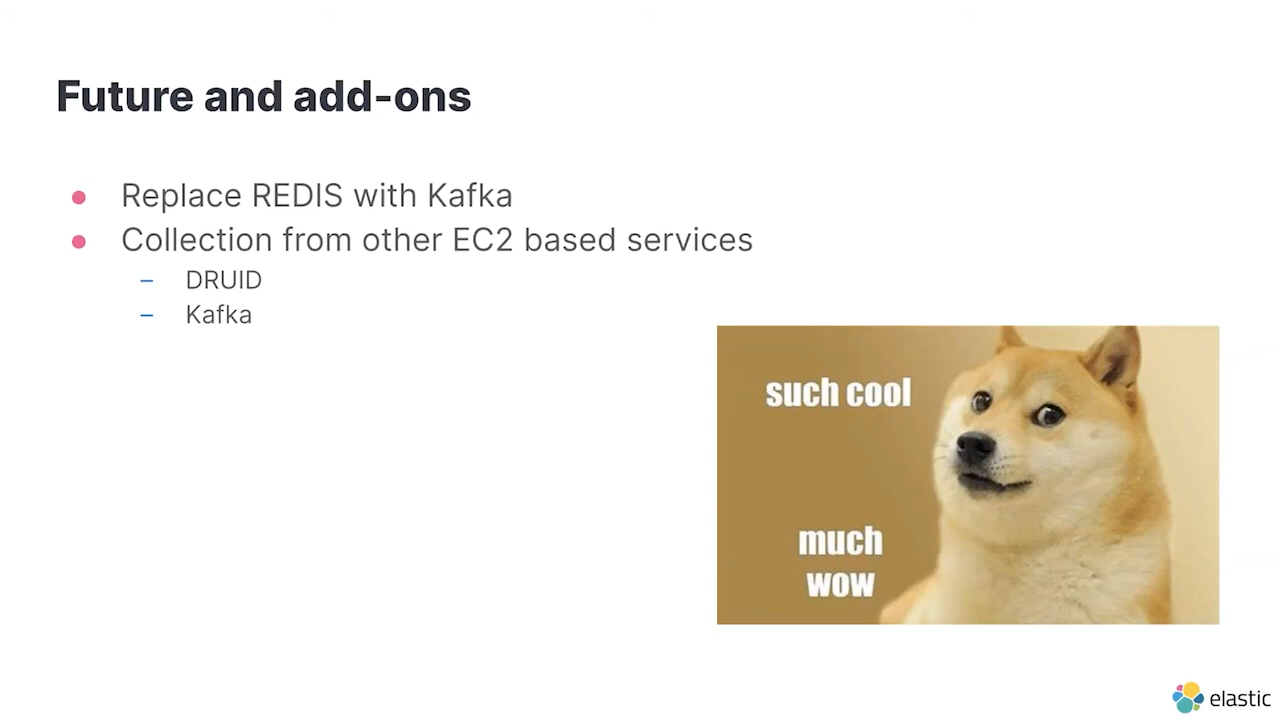 Future and add-ons
Replace REDIS with Kafka
Collection from other EC2 based services
DRUID
Kafka
such cool
much
wow
elastic